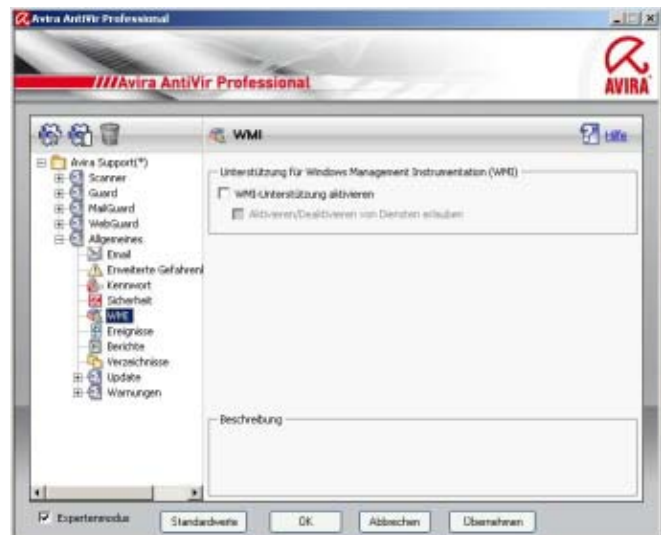 Avira AntiVir Professional
Avira AntiVir Professional
AVIRA
WMI
Hilfe
Avira Support(*)
Scanner
Guard
MailGuard
WebGuard
Allgemeines
Email
Erweiterte Gefahren
Kennwort
Sicherheit
WMI
Ereignisse
Berichte
Verzeichnisse
Update
Warnungen
Unterstützung für Windows Management Instrumentation (WMI)
WMI-Unterstützung aktivieren
Aktivieren/Deaktivieren von Diensten erlauben
Beschreibung
Expertenmodus
Standardwerte
OK
Abbrechen
Übernehmen